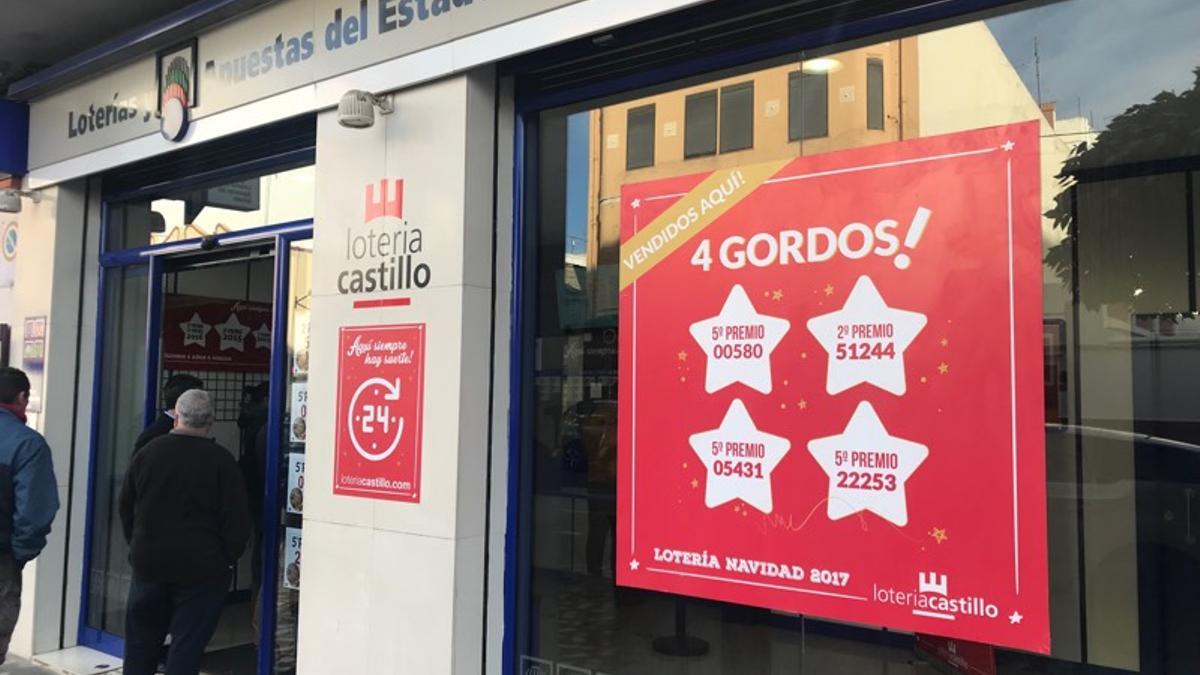 Loterías y Apuestas del Estado
loteria
castillo
Aquí siempre
hay suerte!
24
loteriacastillo.com
VENDIDOS AQUÍ!
4 GORDOS!
5º PREMIO
00580
2º PREMIO
51244
5º PREMIO
05431
5º PREMIO
22253
LOTERÍA NAVIDAD 2017
loteriacastillo
2015